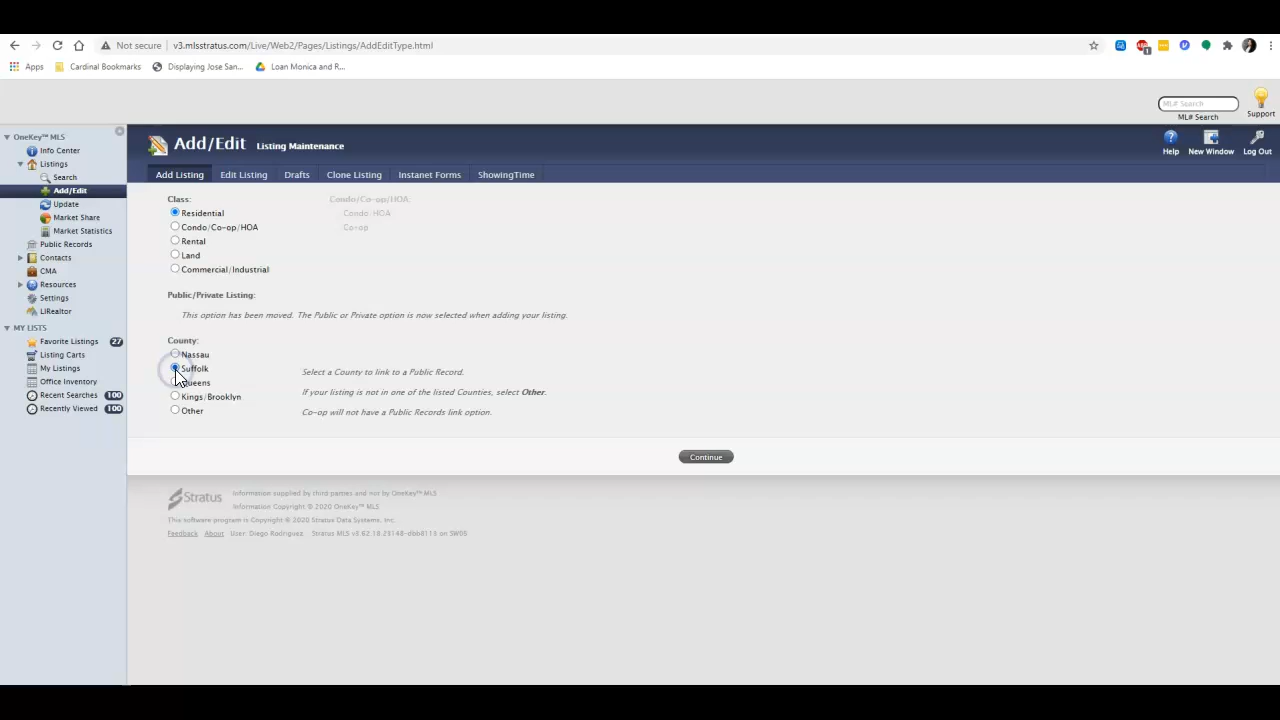 Not secure v3.mlsstratus.com/Live/Web2/Pages/Listings/AddEditType.html
Apps Cardinal Bookmarks Displaying Jose San... Loan Monica and R...
ML# Search
ML# Search Support
OneKey™ MLS
Info Center
Listings
Search
Add/Edit
Update
Market Share
Market Statistics
Public Records
Contacts
CMA
Resources
Settings
LIRealtor
MY LISTS
Favorite Listings 27
Listing Carts
My Listings
Office Inventory
Recent Searches 100
Recently Viewed 100
Add/Edit Listing Maintenance
Help New Window Log Out
Add Listing Edit Listing Drafts Clone Listing Instanet Forms ShowingTime
Class: Condo/Co-op/HOA:
Residential Condo/HOA
Condo/Co-op/HOA Co-op
Rental
Land
Commercial/Industrial
Public/Private Listing:
This option has been moved. The Public or Private option is now selected when adding your listing.
County:
Nassau
Suffolk Select a County to link to a Public Record.
Queens
If your listing is not in one of the listed Counties, select Other.
Kings/Brooklyn
Other Co-op will not have a Public Records link option.
Continue
Stratus Information supplied by third parties and not by OneKey™ MLS
Information Copyright © 2020 OneKey™ MLS
This software program is Copyright © 2020 Stratus Data Systems, Inc.
Feedback About User: Diego Rodriguez